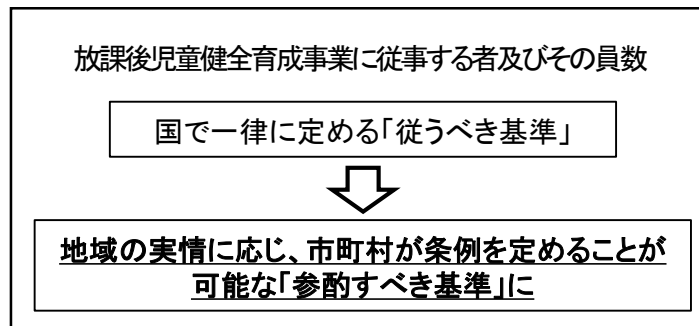 放課後児童健全育成事業に従事する者及びその員数
国で一律に定める「従うべき基準」
地域の実情に応じ、市町村が条例を定めることが
可能な「参酌すべき基準」に